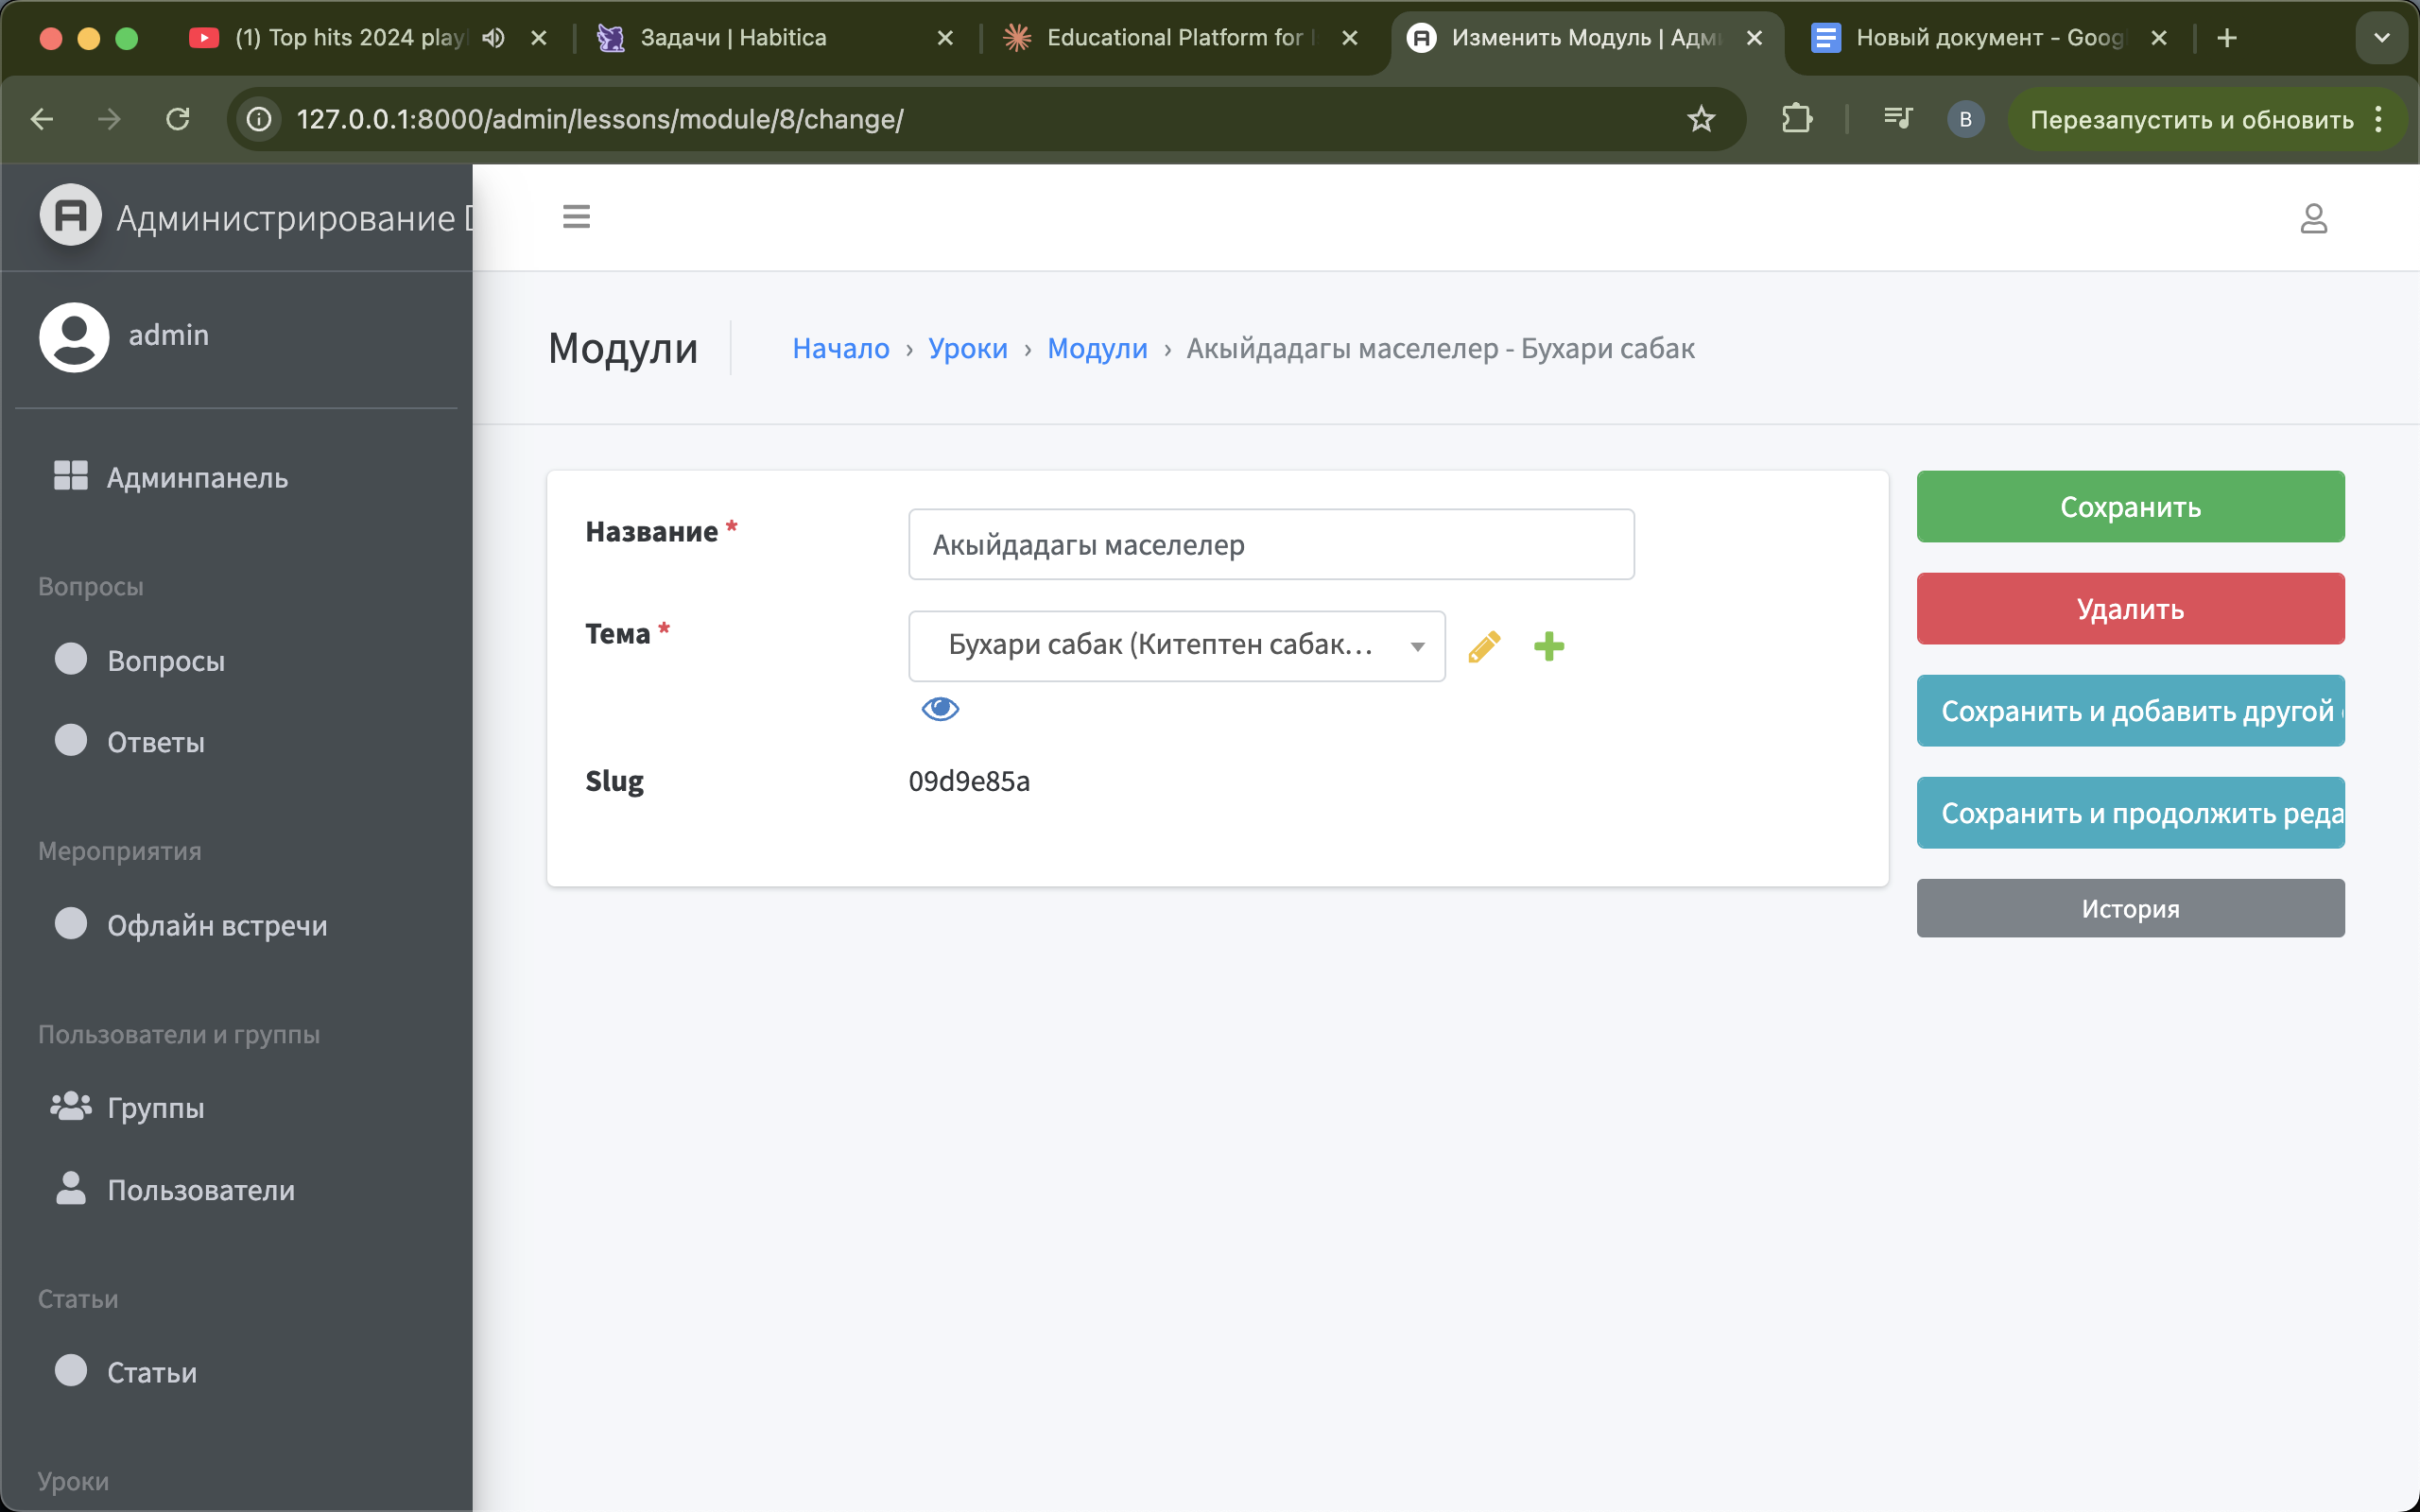 (1) Top hits 2024 play
Задачи | Habitica
Educational Platform for
Изменить Модуль | Адм
Новый документ - Goog
127.0.0.1:8000/admin/lessons/module/8/change/
B
Перезапустить и обновить
Администрирование
admin
Админпанель
Вопросы
Вопросы
Ответы
Мероприятия
Офлайн встречи
Пользователи и группы
Группы
Пользователи
Статьи
Статьи
Уроки
Модули
Начало › Уроки › Модули › Акыйдадагы маселелер - Бухари сабак
Название *
Акыйдадагы маселелер
Тема *
Бухари сабак (Китептен сабак...
Slug
09d9e85a
Сохранить
Удалить
Сохранить и добавить другой
Сохранить и продолжить реда
История